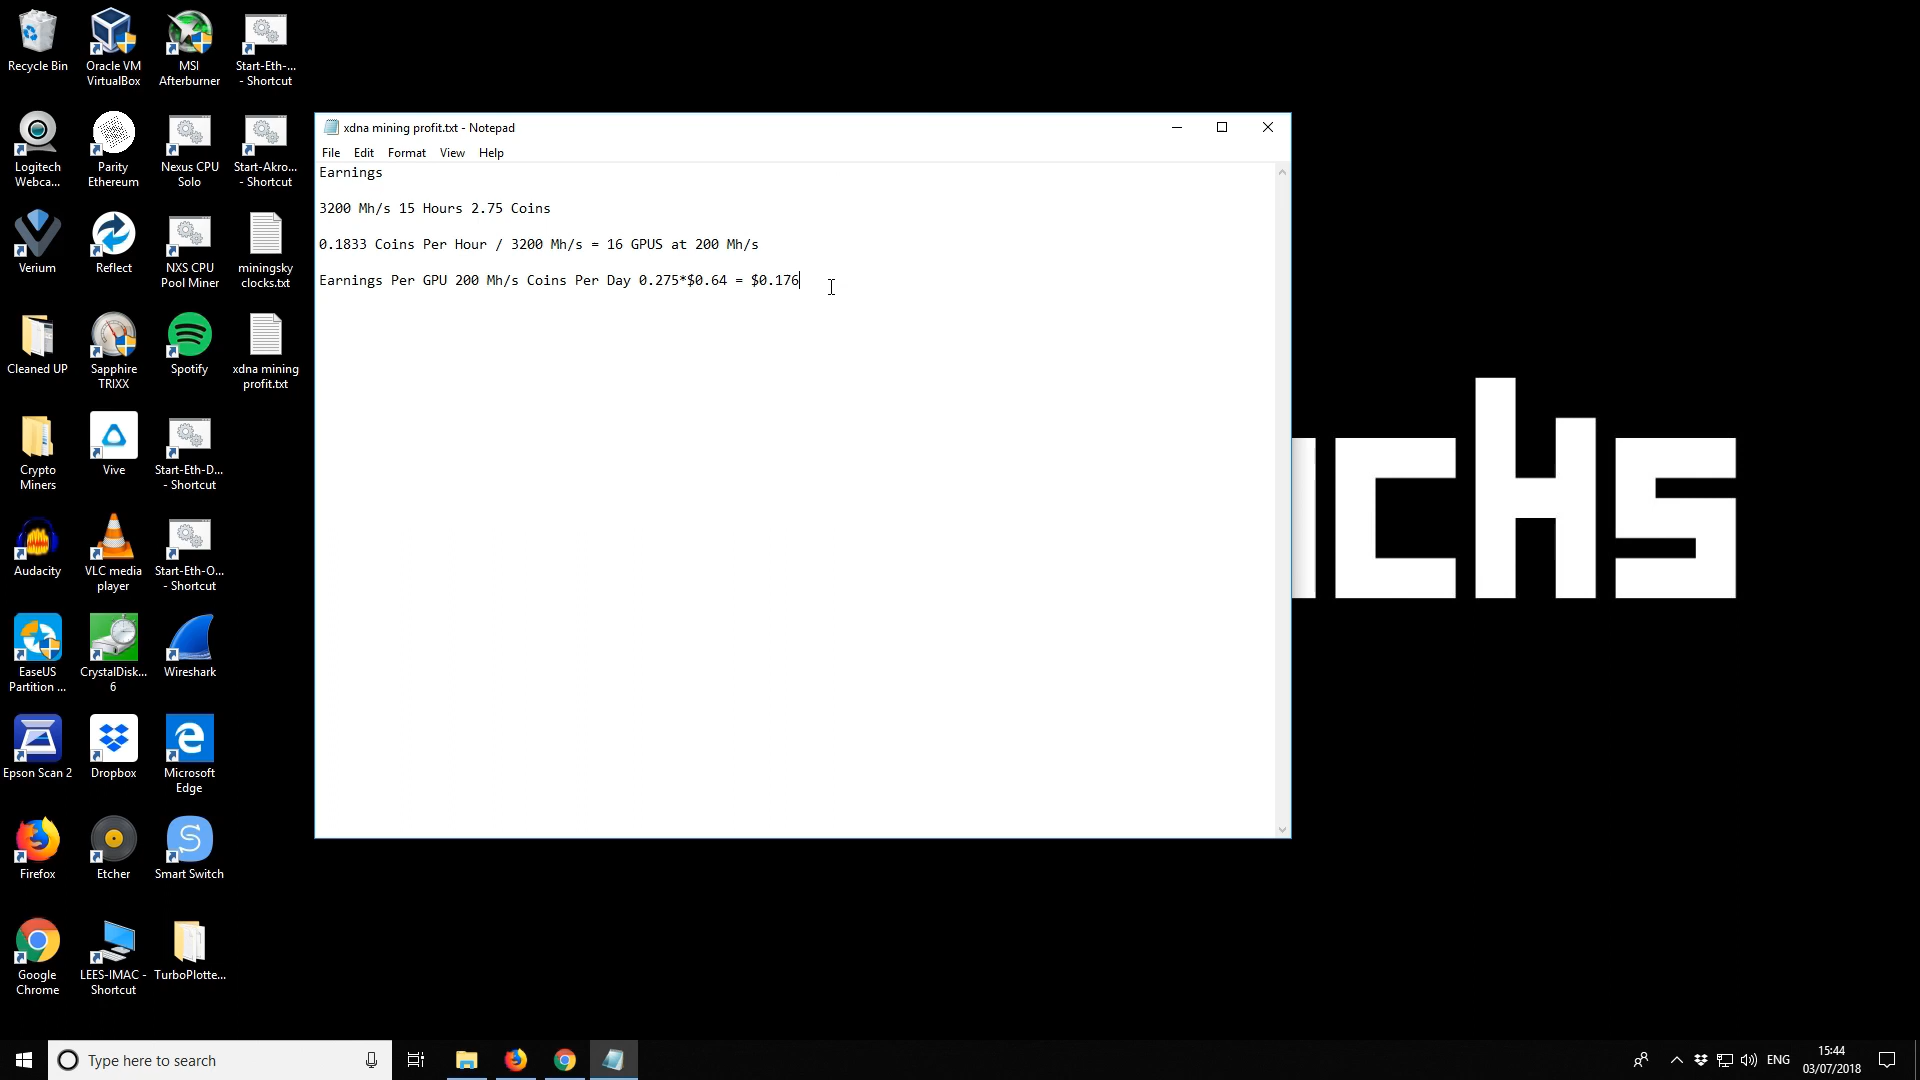 Recycle Bin
Oracle VM
VirtualBox
MSI
Afterburner
Start-Eth-...
- Shortcut
Logitech
Webca...
Parity
Ethereum
Nexus CPU
Solo
Start-Akro...
- Shortcut
Verium
Reflect
NXS CPU
Pool Miner
miningsky
clocks.txt
Cleaned UP
Sapphire
TRIXX
Spotify
xdna mining
profit.txt
Crypto
Miners
Vive
Start-Eth-D...
- Shortcut
Audacity
VLC media
player
Start-Eth-O...
- Shortcut
EaseUS
Partition ...
CrystalDisk...
6
Wireshark
Epson Scan 2
Dropbox
Microsoft
Edge
Firefox
Etcher
Smart Switch
Google
Chrome
LEES-IMAC -
Shortcut
TurboPlotte...
xdna mining profit.txt - Notepad
File Edit Format View Help
Earnings
3200 Mh/s 15 Hours 2.75 Coins
0.1833 Coins Per Hour / 3200 Mh/s = 16 GPUS at 200 Mh/s
Earnings Per GPU 200 Mh/s Coins Per Day 0.275*$0.64 = $0.176
chs
Type here to search
ENG
15:44
03/07/2018